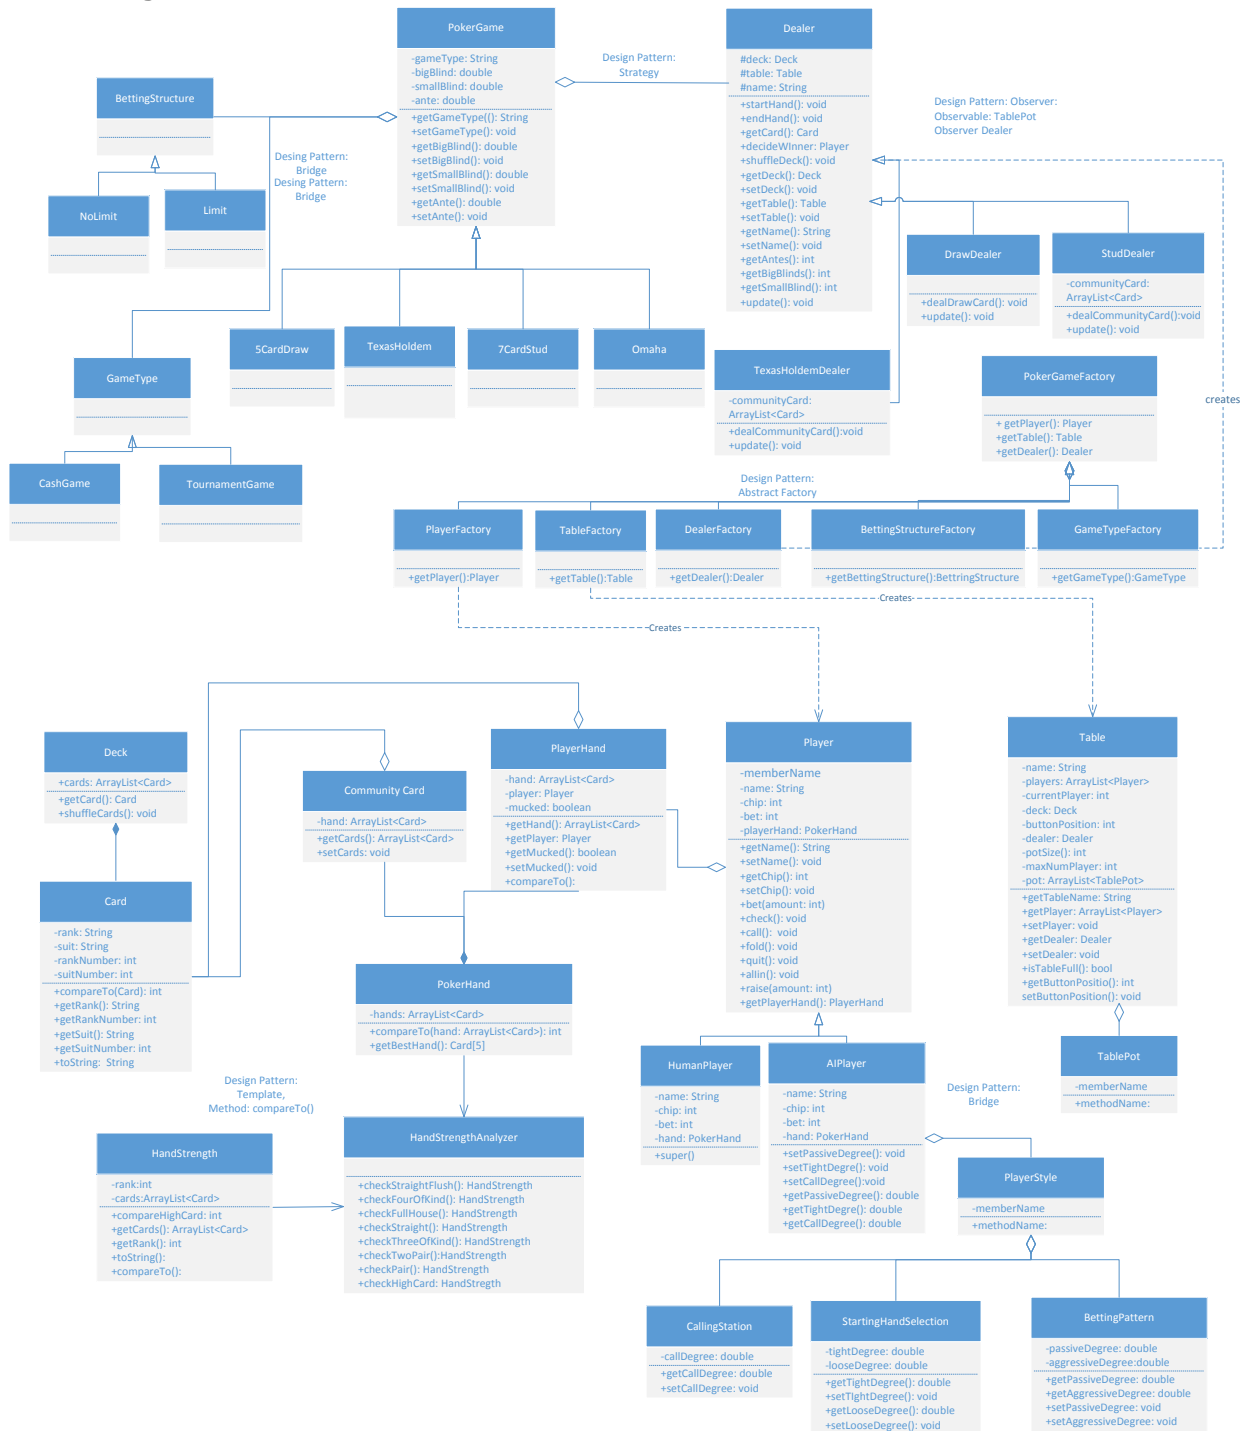 PokerGame
-gameType: String
-bigBlind: double
-smallBlind: double
-ante: double
+getGameType((): String
+setGameType(): void
+getBigBlind(): double
+setBigBlind(): void
+getSmallBlind(): double
+setSmallBlind(): void
+getAnte(): double
+setAnte(): void
Design Pattern:
Strategy
Dealer
#deck: Deck
#table: Table
#name: String
+startHand(): void
+endHand(): void
+getCard(): Card
+decideWInner: Player
+shuffleDeck(): void
+getDeck(): Deck
+setDeck(): void
+getTable(): Table
+setTable(): void
+getName(): String
+setName(): void
+getAntes(): int
+getBigBlinds(): int
+getSmallBlind(): int
+update(): void
Design Pattern: Observer:
Observable: TablePot
Observer Dealer
BettingStructure
Desing Pattern:
Bridge
Desing Pattern:
Bridge
NoLimit
Limit
DrawDealer
+dealDrawCard(): void
+update(): void
StudDealer
-communityCard:
ArrayList<Card>
+dealCommunityCard():void
+update(): void
5CardDraw
TexasHoldem
7CardStud
Omaha
GameType
TexasHoldemDealer
-communityCard:
ArrayList<Card>
+dealCommunityCard():void
+update(): void
PokerGameFactory
+ getPlayer(): Player
+getTable(): Table
+getDealer(): Dealer
creates
CashGame
TournamentGame
Design Pattern:
Abstract Factory
PlayerFactory
+getPlayer():Player
TableFactory
+getTable():Table
DealerFactory
+getDealer():Dealer
BettingStructureFactory
+getBettingStructure():BettringStructure
GameTypeFactory
+getGameType():GameType
Creates
Creates
Deck
+cards: ArrayList<Card>
+getCard(): Card
+shuffleCards(): void
Community Card
-hand: ArrayList<Card>
+getCards(): ArrayList<Card>
+setCards: void
PlayerHand
-hand: ArrayList<Card>
-player: Player
-mucked: boolean
+getHand(): ArrayList<Card>
+getPlayer: Player
+getMucked(): boolean
+setMucked(): void
+compareTo():
Player
-memberName
-name: String
-chip: int
-bet: int
-playerHand: PokerHand
+getName(): String
+setName(): void
+getChip(): int
+setChip(): void
+bet(amount: int)
+check(): void
+call():  void
+fold(): void
+quit(): void
+allin(): void
+raise(amount: int)
+getPlayerHand(): PlayerHand
Table
-name: String
-players: ArrayList<Player>
-currentPlayer: int
-deck: Deck
-buttonPosition: int
-dealer: Dealer
-potSize(): int
-maxNumPlayer: int
-pot: ArrayList<TablePot>
+getTableName: String
+getPlayer: ArrayList<Player>
+setPlayer: void
+getDealer: Dealer
+setDealer: void
+isTableFull(): bool
+getButtonPositio(): int
setButtonPosition(): void
Card
-rank: String
-suit: String
-rankNumber: int
-suitNumber: int
+compareTo(Card): int
+getRank(): String
+getRankNumber: int
+getSuit(): String
+getSuitNumber: int
+toString:  String
PokerHand
-hands: ArrayList<Card>
+compareTo(hand: ArrayList<Card>): int
+getBestHand(): Card[5]
Design Pattern:
Template,
Method: compareTo()
HumanPlayer
-name: String
-chip: int
-bet: int
-hand: PokerHand
+super()
AIPlayer
-name: String
-chip: int
-bet: int
-hand: PokerHand
+setPassiveDegree(): void
+setTightDegre(): void
+setCallDegree():void
+getPassiveDegree(): double
+getTightDegre(): double
+getCallDegree(): double
Design Pattern:
Bridge
TablePot
-memberName
+methodName:
HandStrength
-rank:int
-cards:ArrayList<Card>
+compareHighCard: int
+getCards(): ArrayList<Card>
+getRank(): int
+toString():
+compareTo():
HandStrengthAnalyzer
+checkStraightFlush(): HandStrength
+checkFourOfKind(): HandStrength
+checkFullHouse(): HandStrength
+checkStraight(): HandStrength
+checkThreeOfKind(): HandStrength
+checkTwoPair():HandStrength
+checkPair(): HandStrength
+checkHighCard: HandStregth
PlayerStyle
-memberName
+methodName:
CallingStation
-callDegree: double
+getCallDegree: double
+setCallDegree: void
StartingHandSelection
-tightDegree: double
-looseDegree: double
+getTightDegree(): double
+setTIghtDegree(): void
+getLooseDegree(): double
+setLooseDegree(): void
BettingPattern
-passiveDegree: double
-aggressiveDegree:double
+getPassiveDegree: double
+getAggressiveDegree: double
+setPassiveDegree: void
+setAggressiveDegree: void